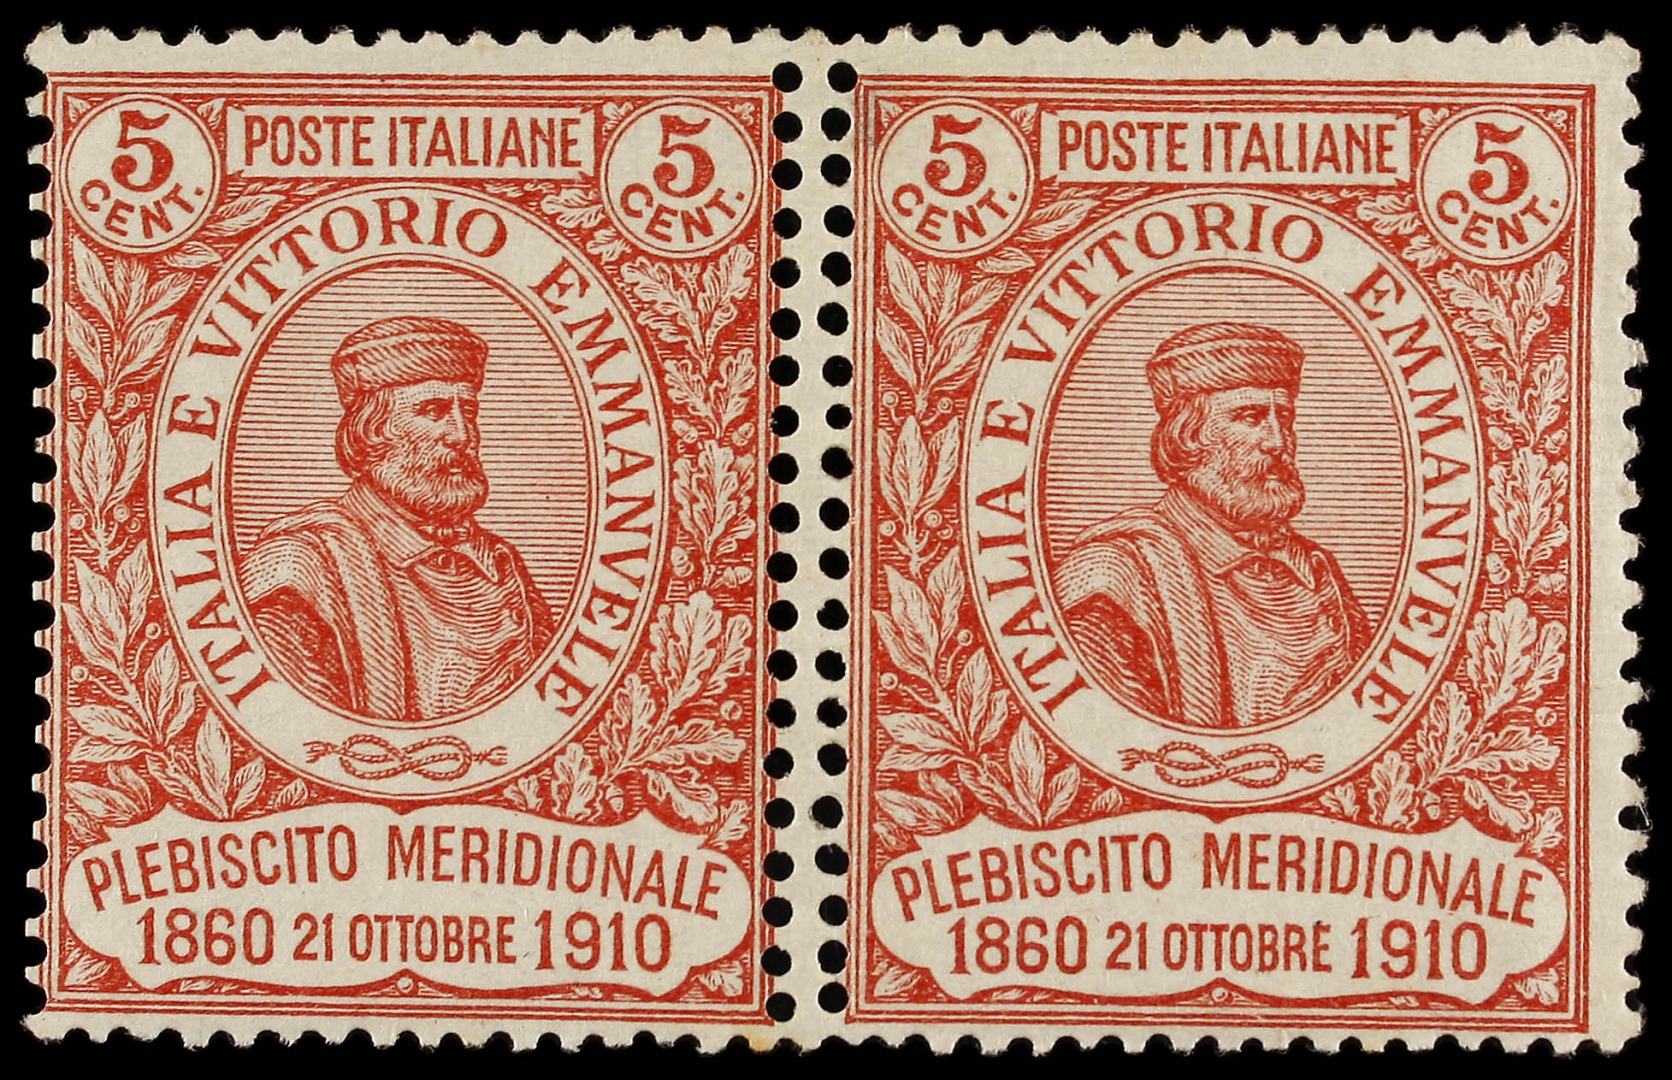 5 CENT.
POSTE ITALIANE
5 CENT.
ITALIA E VITTORIO EMMANVELE
PLEBISCITO MERIDIONALE
1860 21 OTTOBRE 1910
5 CENT.
POSTE ITALIANE
5 CENT.
ITALIA E VITTORIO EMMANVELE
PLEBISCITO MERIDIONALE
1860 21 OTTOBRE 1910